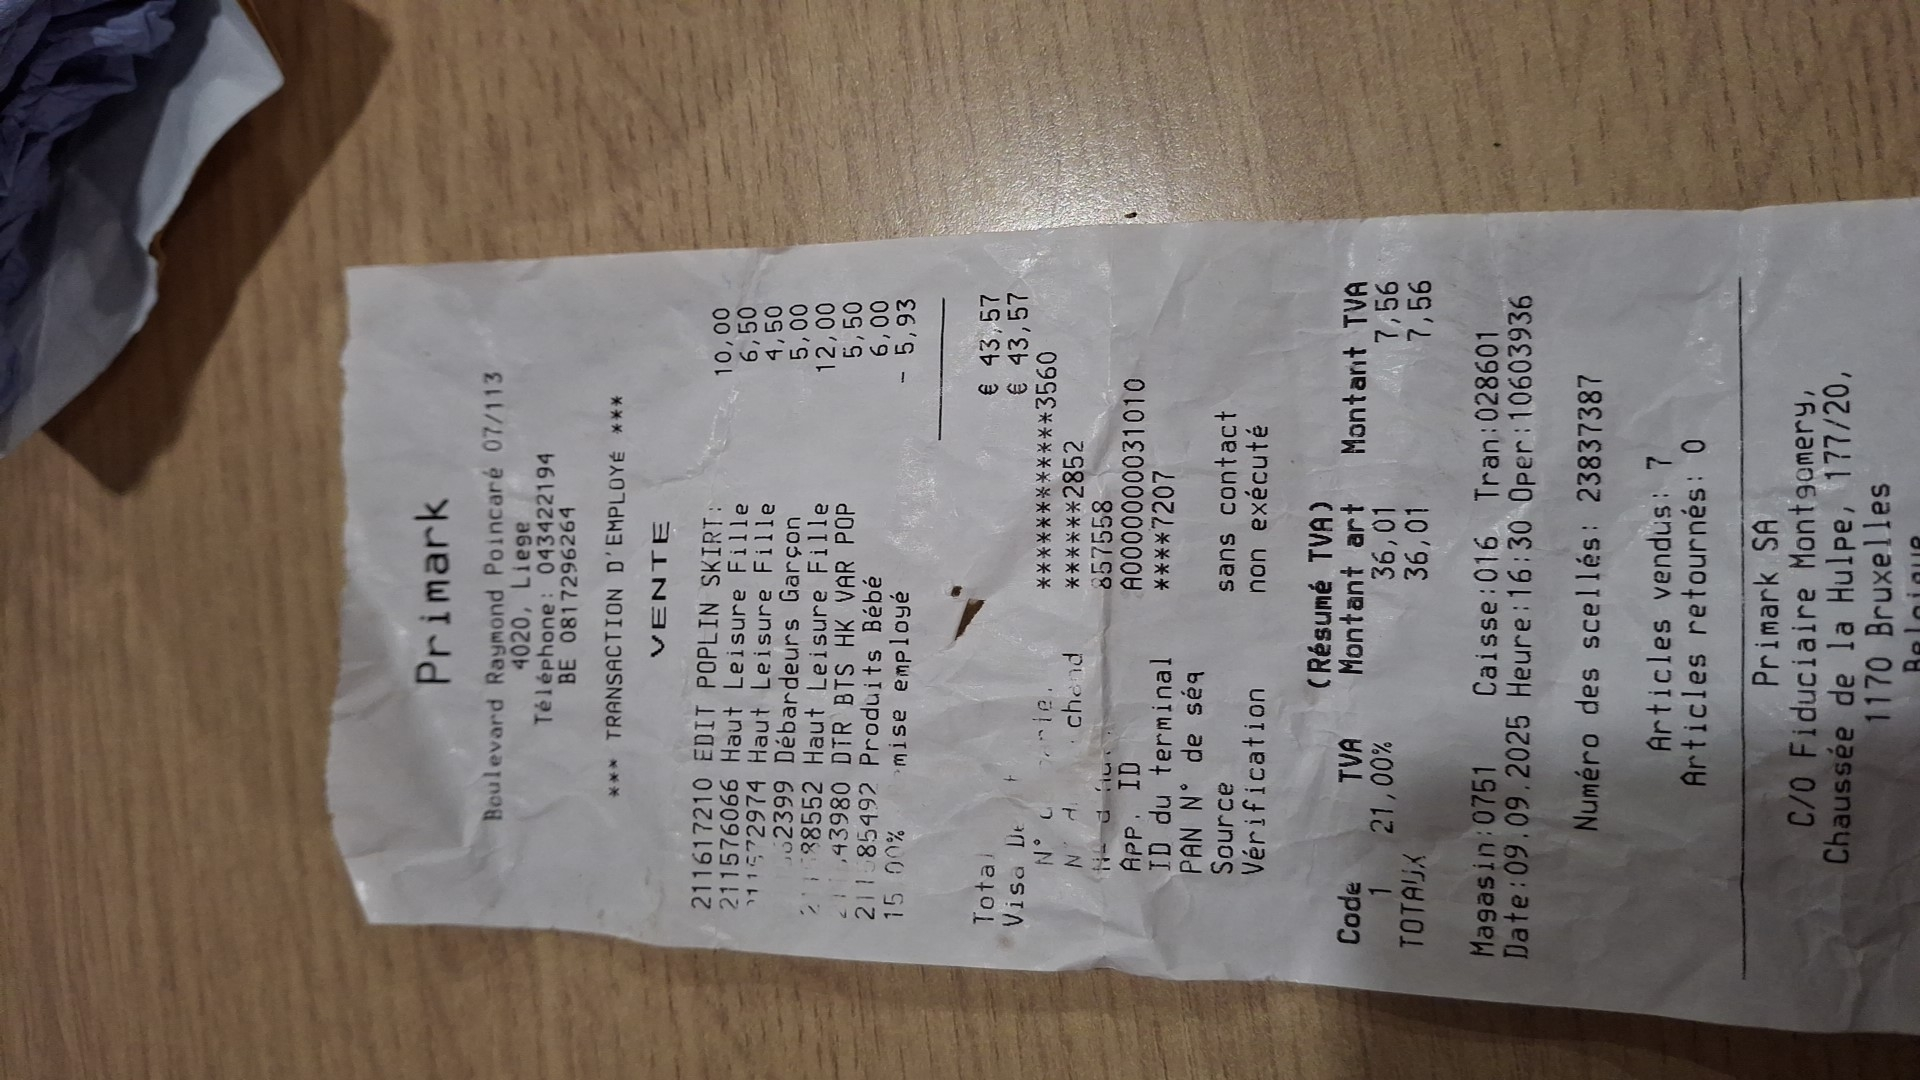 Primark
Boulevard Raymond Poincaré 07/113
4020, Liege
Téléphone: 043422194
BE 0817296264
*** TRANSACTION D'EMPLOYÉ ***
VENTE
211617210 EDIT POPLIN SKIRT: 10,00
211576066 Haut Leisure Fille 6,50
Haut Leisure Fille 4,50
Débardeurs Garçon 5,00
Haut Leisure Fille 12,00
DTR BTS HK VAR POP 5,50
Produits Bébé 6,00
15,00% employé - 5,93
Total € 43,57
Visa € 43,57
N° ***************3560
******2852
857558
APP. ID A0000000031010
ID du terminal ****7207
PAN N° de séq
Source sans contact
Vérification non exécuté
(Résumé TVA)
Code TVA Montant art Montant TVA
1 21,00% 36,01 7,56
TOTAUX 36,01 7,56
Magasin:0751 Caisse:016 Tran:028601
Date:09.09.2025 Heure:16:30 Oper:10603936
Numéro des scellés: 23837387
Articles vendus: 7
Articles retournés: 0
Primark SA
C/O Fiduciaire Montgomery,
Chaussée de la Hulpe, 177/20,
1170 Bruxelles
Belgique